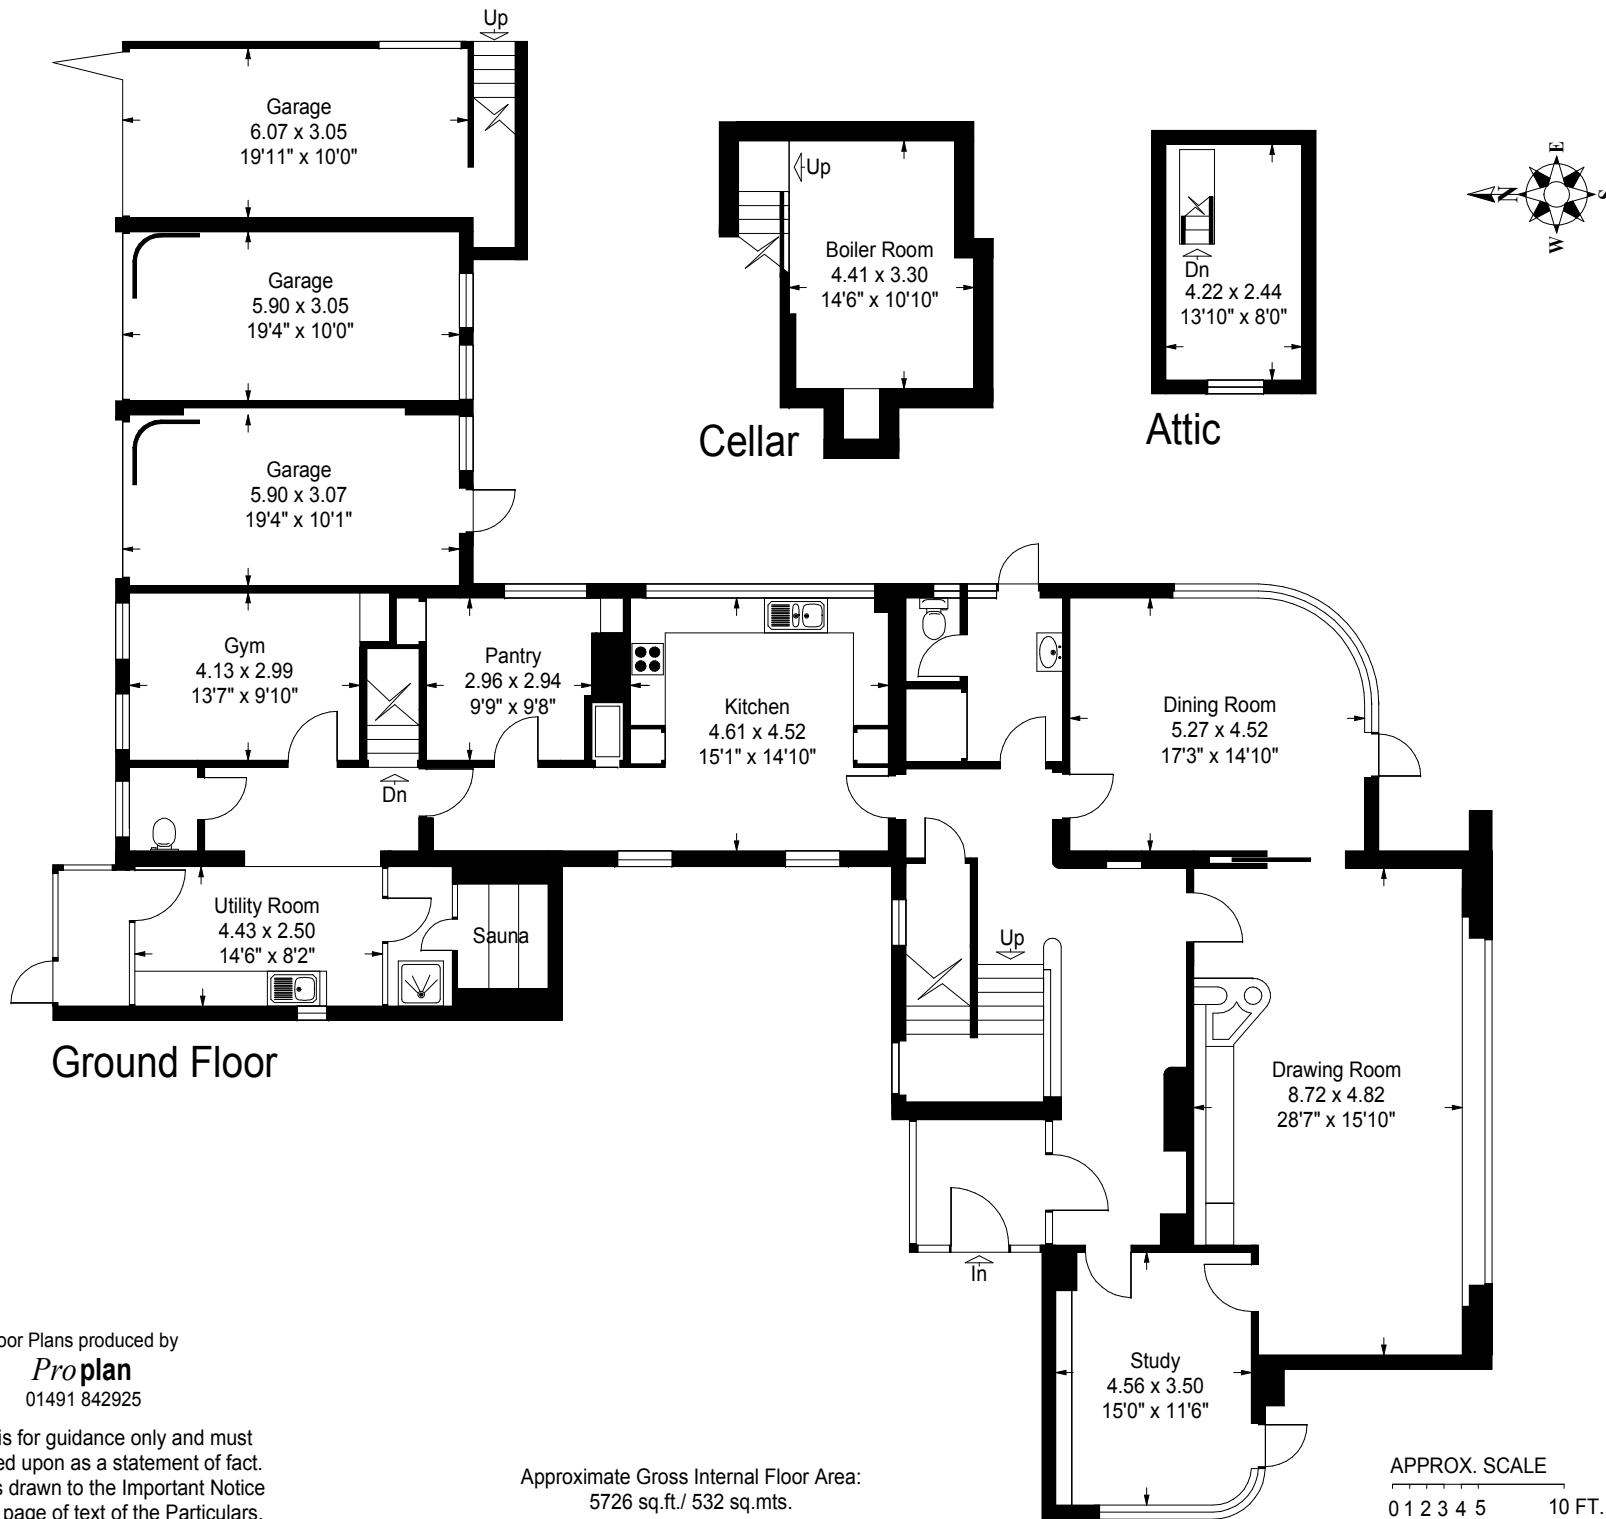 Up
Garage
6.07 x 3.05
19'11" x 10'0"
Garage
5.90 x 3.05
19'4" x 10'0"
Garage
5.90 x 3.07
19'4" x 10'1"
Up
Boiler Room
4.41 x 3.30
14'6" x 10'10"
Cellar
Dn
4.22 x 2.44
13'10" x 8'0"
Attic
E
N
S
W
Gym
4.13 x 2.99
13'7" x 9'10"
Pantry
2.96 x 2.94
9'9" x 9'8"
Kitchen
4.61 x 4.52
15'1" x 14'10"
Dining Room
5.27 x 4.52
17'3" x 14'10"
Dn
Utility Room
4.43 x 2.50
14'6" x 8'2"
Sauna
Up
Ground Floor
Drawing Room
8.72 x 4.82
28'7" x 15'10"
In
Study
4.56 x 3.50
15'0" x 11'6"
oor Plans produced by
Proplan
01491 842925
is for guidance only and must
ed upon as a statement of fact.
s drawn to the Important Notice
page of text of the Particulars.
Approximate Gross Internal Floor Area:
5726 sq.ft./ 532 sq.mts.
APPROX. SCALE
0 1 2 3 4 5 10 FT.